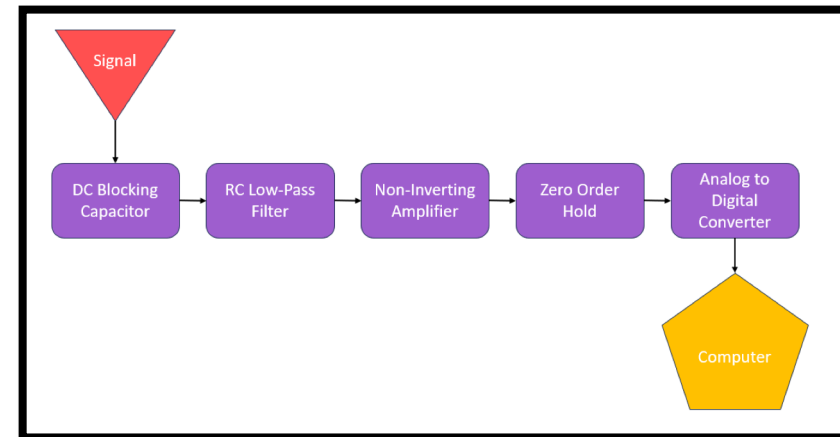 Signal
DC Blocking
Capacitor
RC Low-Pass
Filter
Non-Inverting
Amplifier
Zero Order
Hold
Analog to
Digital
Converter
Computer